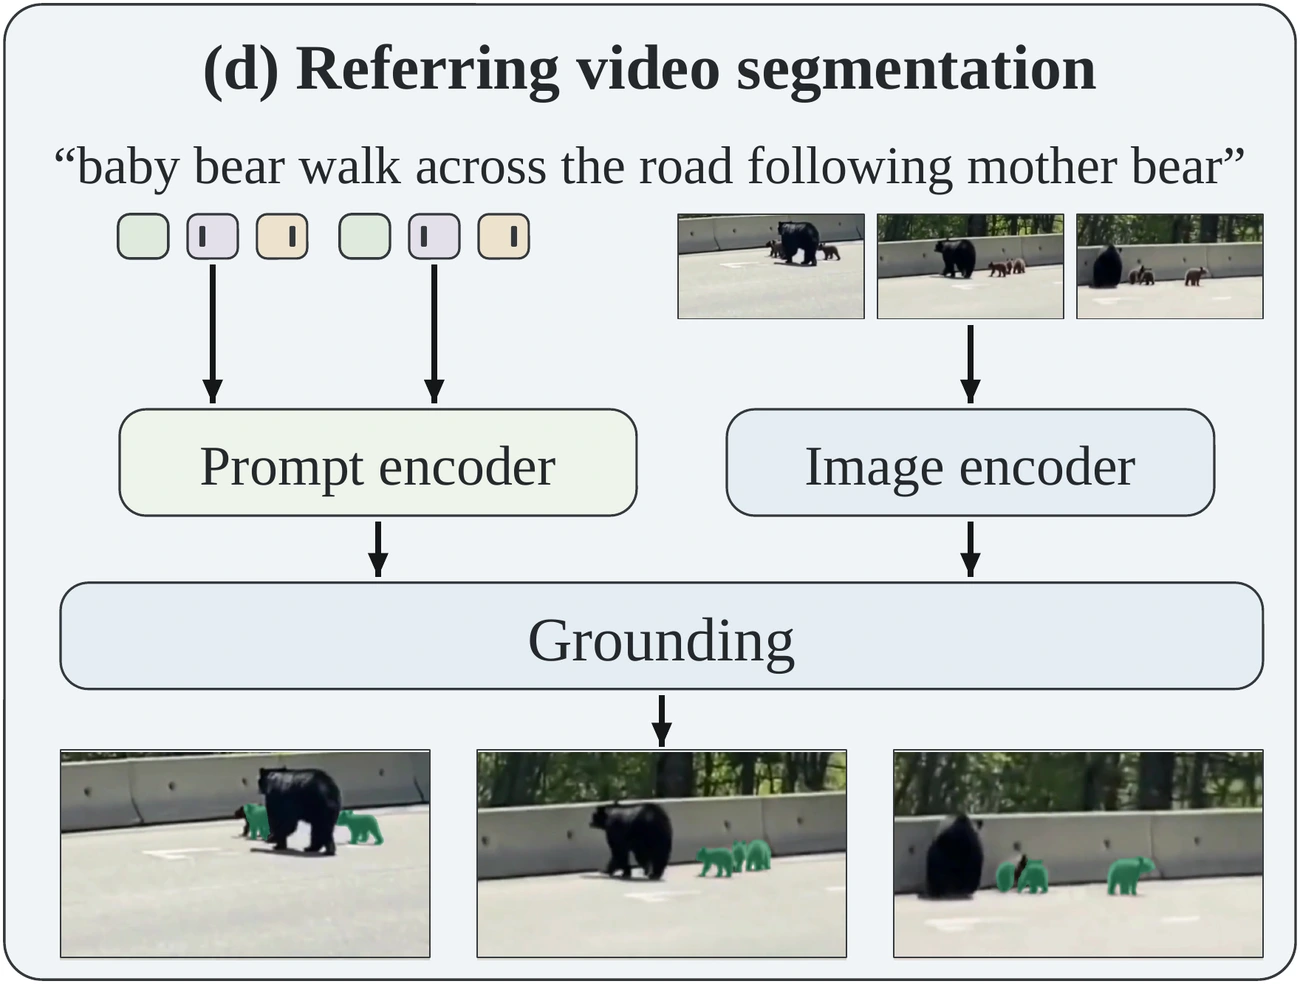 (d) Referring video segmentation
“baby bear walk across the road following mother bear”
Prompt encoder
Image encoder
Grounding